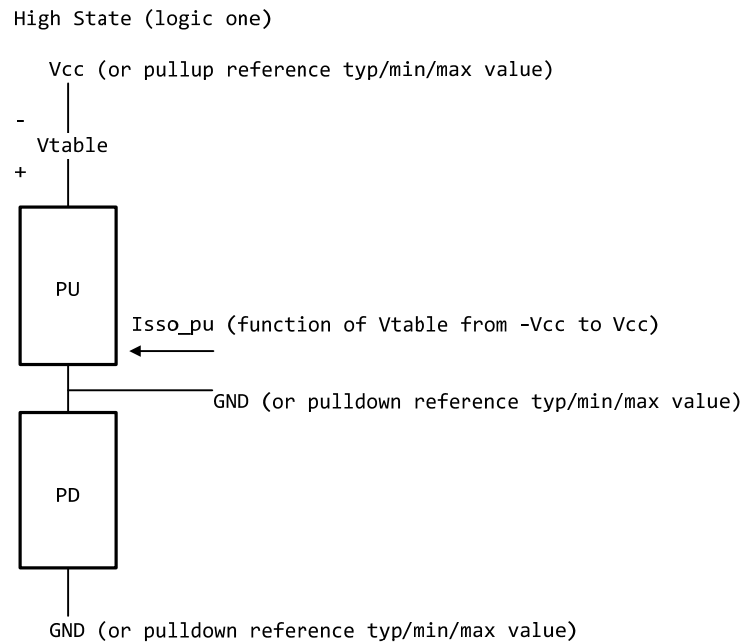 High State (logic one)
Vcc (or pullup reference typ/min/max value)
-
Vtable
+
PU
Isso_pu (function of Vtable from -Vcc to Vcc)
GND (or pulldown reference typ/min/max value)
PD
GND (or pulldown reference typ/min/max value)